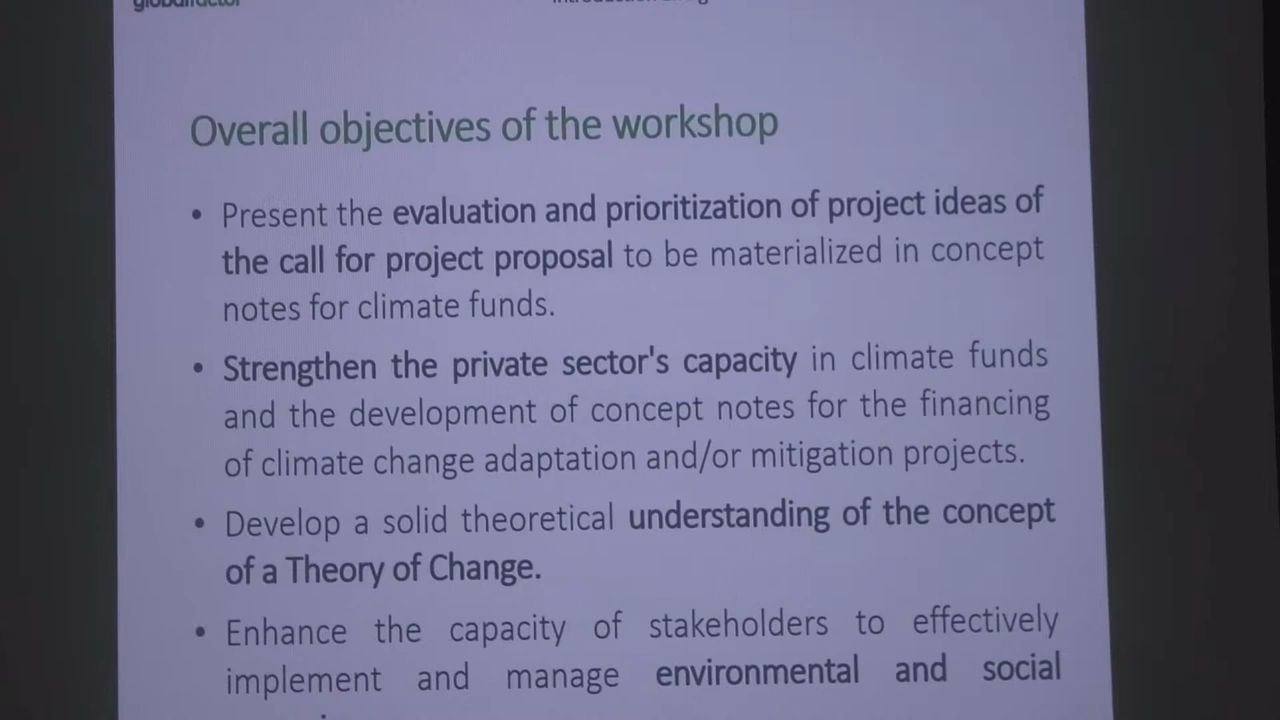 Overall objectives of the workshop
• Present the evaluation and prioritization of project ideas of
the call for project proposal to be materialized in concept
notes for climate funds.
• Strengthen the private sector's capacity in climate funds
and the development of concept notes for the financing
of climate change adaptation and/or mitigation projects.
• Develop a solid theoretical understanding of the concept
of a Theory of Change.
• Enhance the capacity of stakeholders to effectively
implement and manage environmental and social